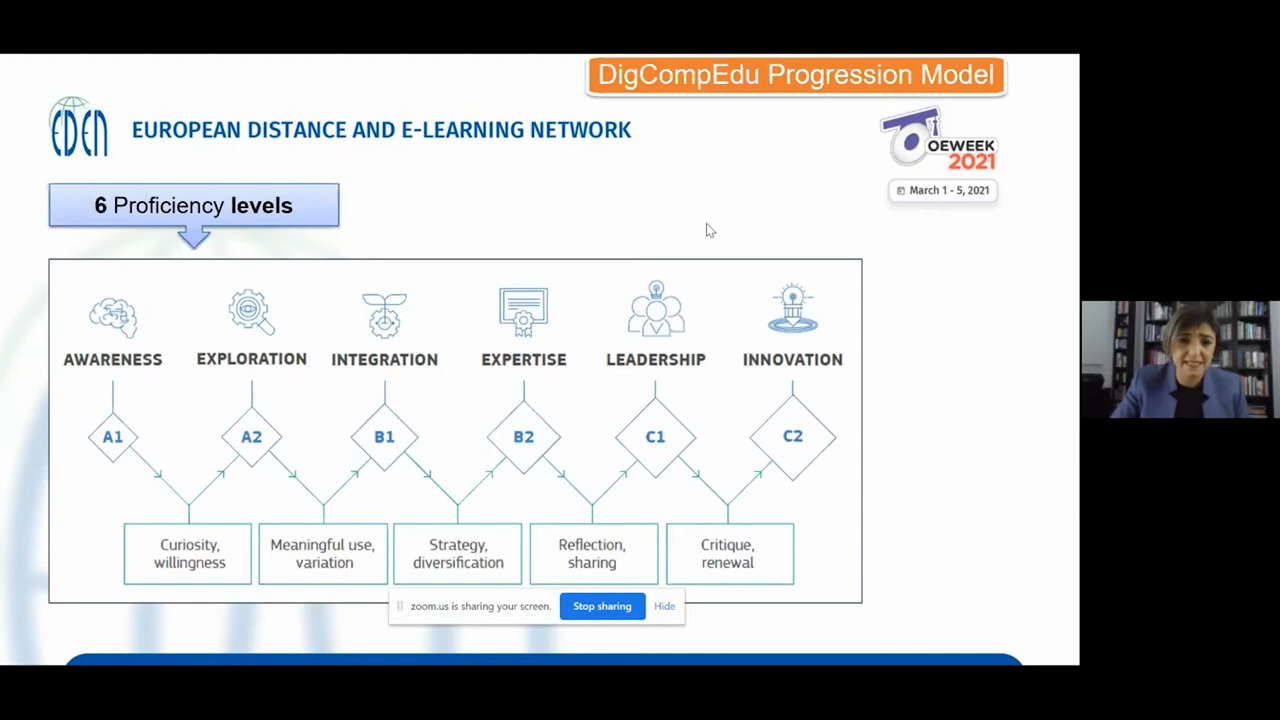 DigCompEdu Progression Model
EDEN
EUROPEAN DISTANCE AND E-LEARNING NETWORK
OEWEEK
2021
March 1 - 5, 2021
6 Proficiency levels
AWARENESS EXPLORATION INTEGRATION EXPERTISE LEADERSHIP INNOVATION
A1 A2 B1 B2 C1 C2
Curiosity, willingness
Meaningful use, variation
Strategy, diversification
Reflection, sharing
Critique, renewal
zoom.us is sharing your screen. Stop sharing Hide